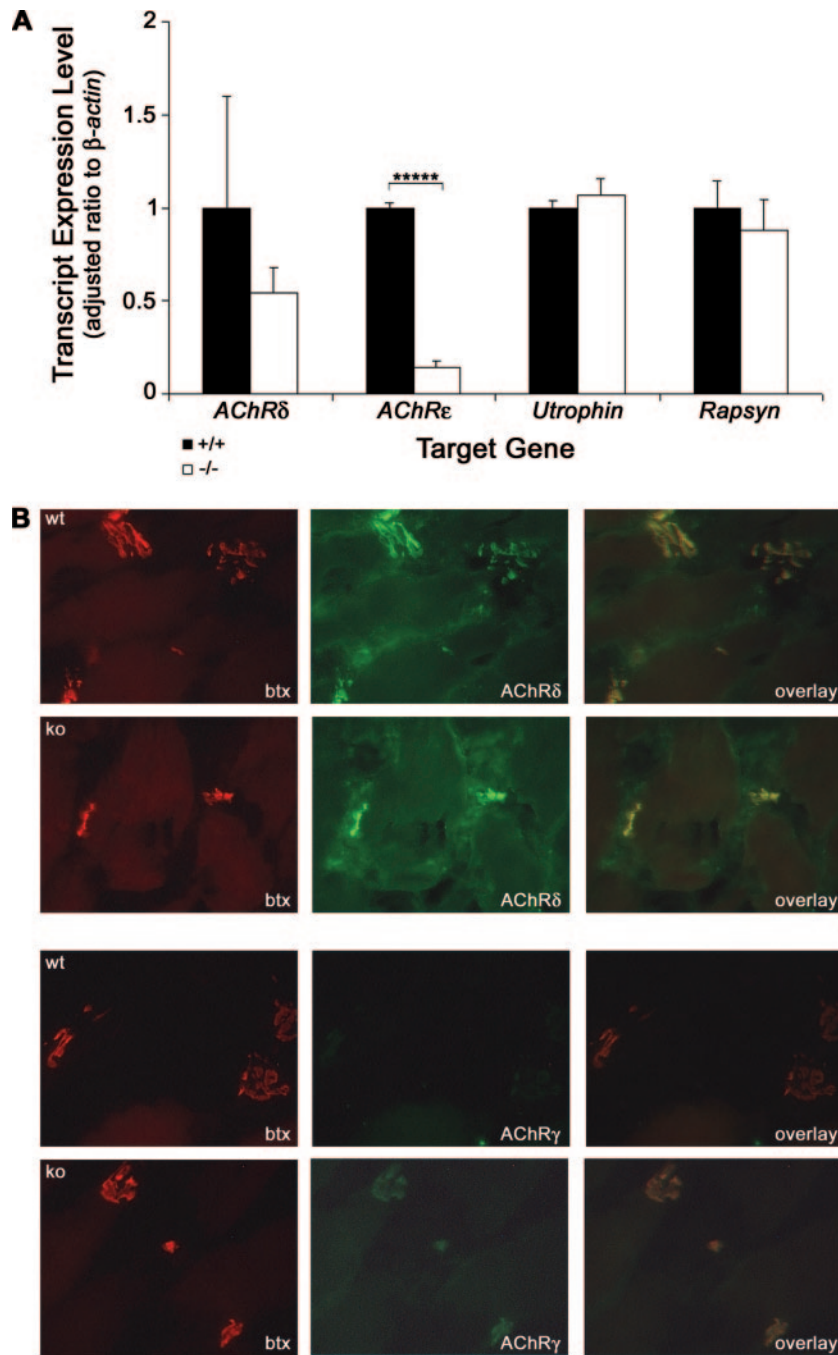 A
Transcript Expression Level
(adjusted ratio to β-actin)
2
1.5
1
0.5
0
*****
AChRδ AChRε Utrophin Rapsyn
Target Gene
+/+
-/-
B
wt
btx AChRδ overlay
ko
btx AChRδ overlay
wt
btx AChRγ overlay
ko
btx AChRγ overlay